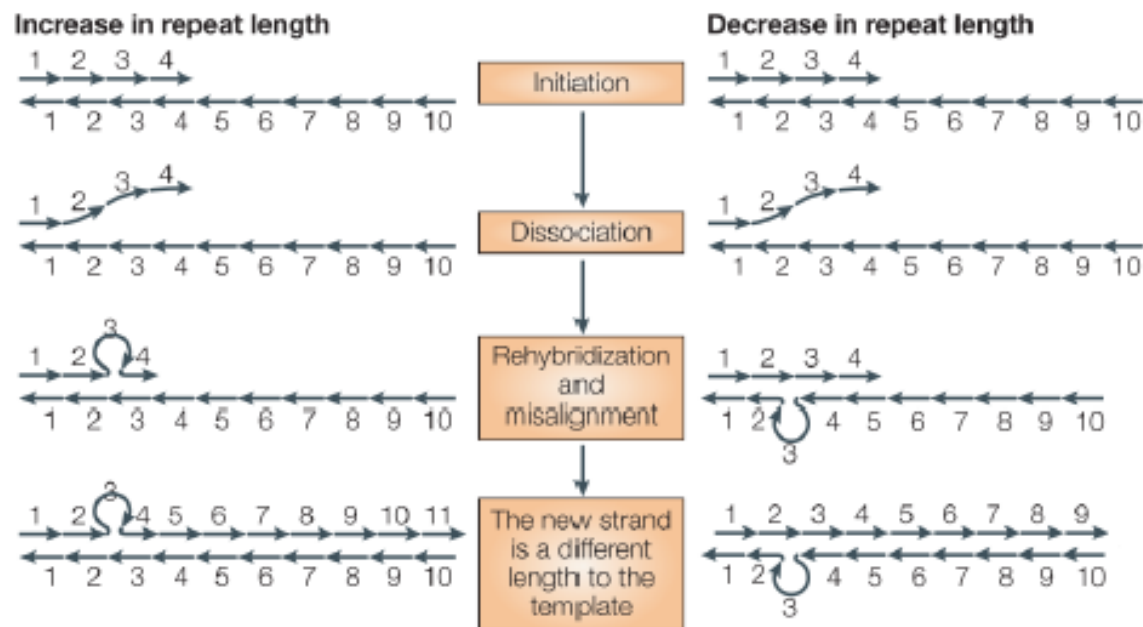 Increase in repeat length
Decrease in repeat length
1 2 3 4
Initiation
1 2 3 4
1 2 3 4 5 6 7 8 9 10
1 2 3 4 5 6 7 8 9 10
1 2 3 4
Dissociation
1 2 3 4
1 2 3 4 5 6 7 8 9 10
1 2 3 4 5 6 7 8 9 10
1 2 3 4
Rehybridization
and
misalignment
1 2 3 4
1 2 3 4 5 6 7 8 9 10
1 2 3 4 5 6 7 8 9 10
1 2 3 4 5 6 7 8 9 10 11
The new strand
is a different
length to the
template
1 2 3 4 5 6 7 8 9
1 2 3 4 5 6 7 8 9 10
1 2 3 4 5 6 7 8 9 10